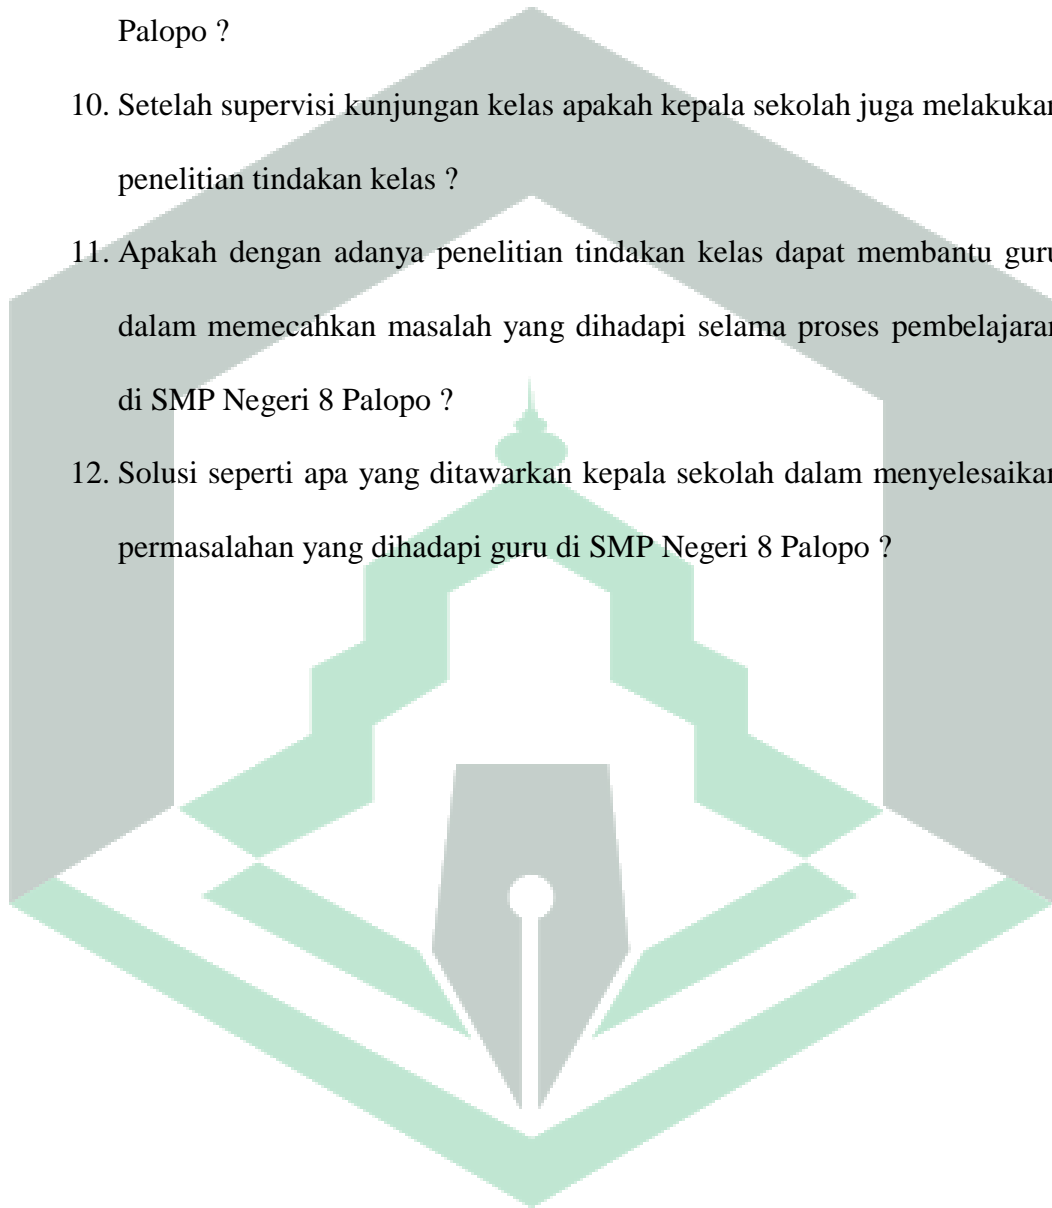 Palopo ?
10. Setelah supervisi kunjungan kelas apakah kepala sekolah juga melakukan
penelitian tindakan kelas ?
11. Apakah dengan adanya penelitian tindakan kelas dapat membantu guru
dalam memecahkan masalah yang dihadapi selama proses pembelajaran
di SMP Negeri 8 Palopo ?
12. Solusi seperti apa yang ditawarkan kepala sekolah dalam menyelesaikan
permasalahan yang dihadapi guru di SMP Negeri 8 Palopo ?